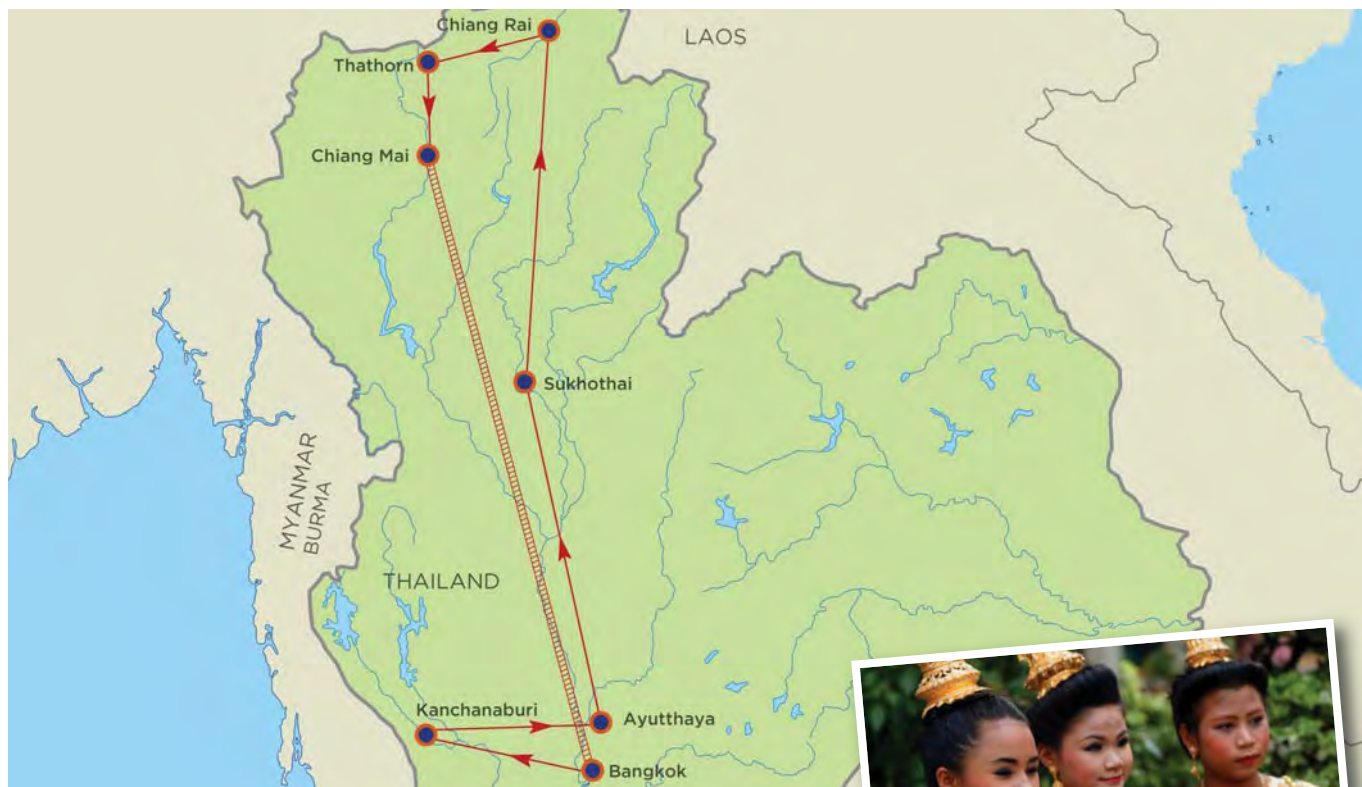 Chiang Rai
LAOS
Thathorn
Chiang Mai
Sukhothai
MYANMAR
BURMA
THAILAND
Kanchanaburi
Ayutthaya
Bangkok